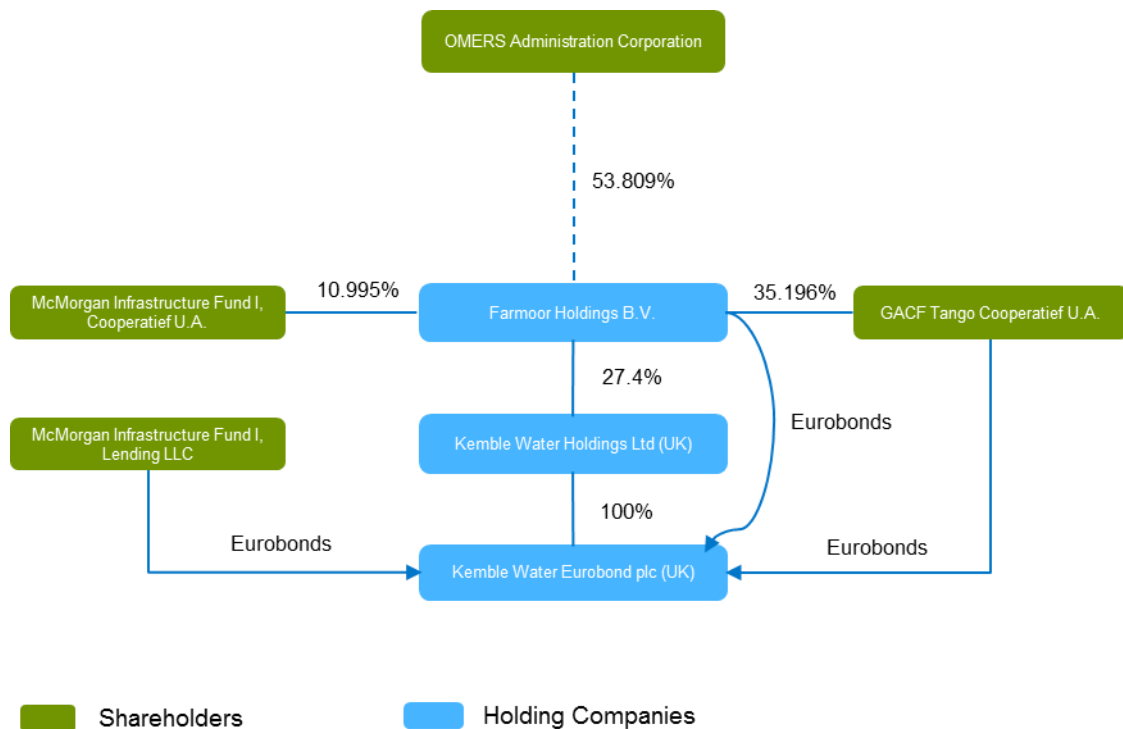 OMERS Administration Corporation
53.809%
McMorgan Infrastructure Fund I,
Cooperatief U.A.
10.995%
Farmoor Holdings B.V.
35.196%
GACF Tango Cooperatief U.A.
27.4%
Eurobonds
McMorgan Infrastructure Fund I,
Lending LLC
Kemble Water Holdings Ltd (UK)
100%
Eurobonds
Kemble Water Eurobond plc (UK)
Eurobonds
Shareholders
Holding Companies